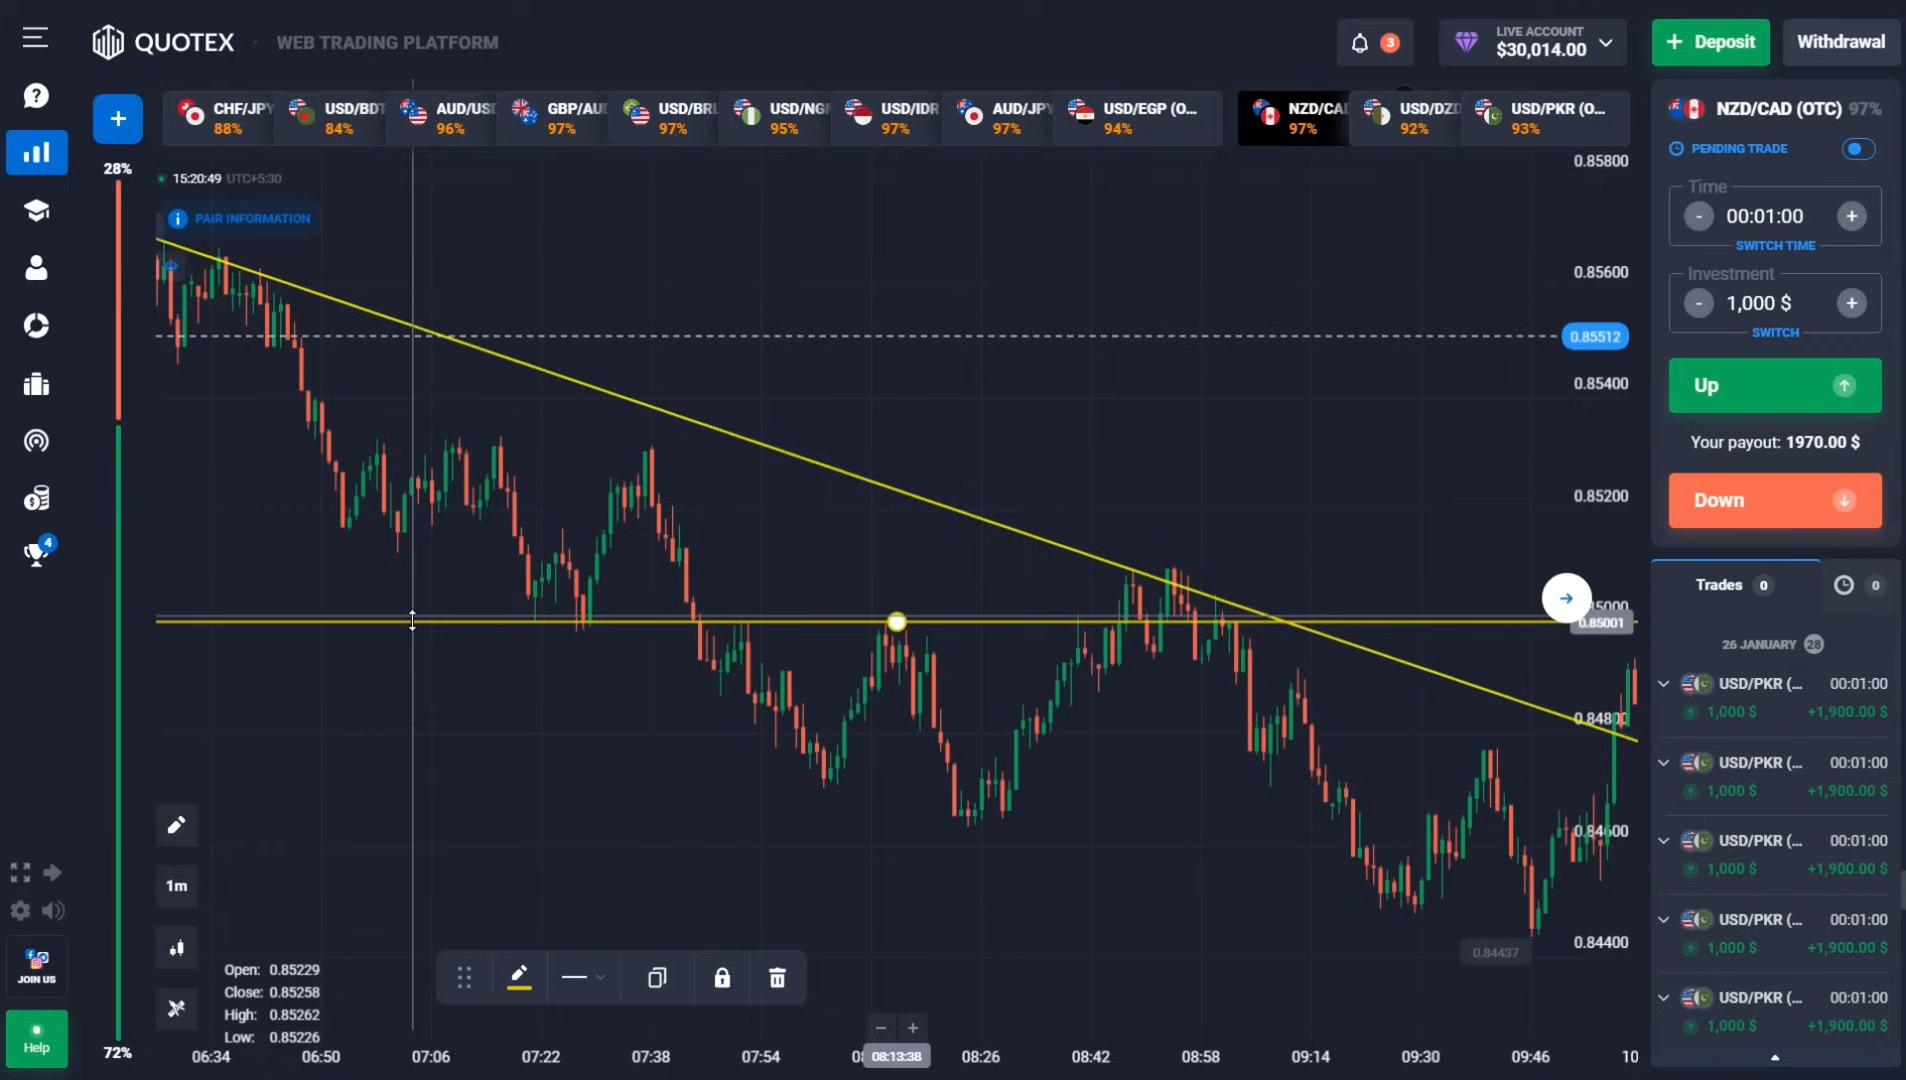 QUOTEX
WEB TRADING PLATFORM
3
LIVE ACCOUNT
$30,014.00
+ Deposit
Withdrawal
+
CHF/JPY
88%
USD/BDT
84%
AUD/USD
96%
GBP/AUD
97%
USD/BRL
97%
USD/NGN
95%
USD/IDR
97%
AUD/JPY
97%
USD/EGP (O...
94%
NZD/CAD
97%
USD/DZD
92%
USD/PKR (O...
93%
28%
15:20:49 UTC+5:30
PAIR INFORMATION
0.85800
0.85600
0.85512
0.85400
0.85200
0.85001
0.84800
0.84600
0.84400
0.84437
NZD/CAD (OTC) 97%
PENDING TRADE
Time
- 00:01:00 +
SWITCH TIME
Investment
- 1,000 $ +
SWITCH
Up
Your payout: 1970.00 $
Down
Trades 0
0
26 JANUARY 28
USD/PKR (... 00:01:00
1,000 $ +1,900.00 $
USD/PKR (... 00:01:00
1,000 $ +1,900.00 $
USD/PKR (... 00:01:00
1,000 $ +1,900.00 $
USD/PKR (... 00:01:00
1,000 $ +1,900.00 $
USD/PKR (... 00:01:00
1,000 $ +1,900.00 $
4
JOIN US
Help
72%
1m
Open: 0.85229
Close: 0.85258
High: 0.85262
Low: 0.85226
− +
06:34 06:50 07:06 07:22 07:38 07:54 08:13:38 08:26 08:42 08:58 09:14 09:30 09:46 10